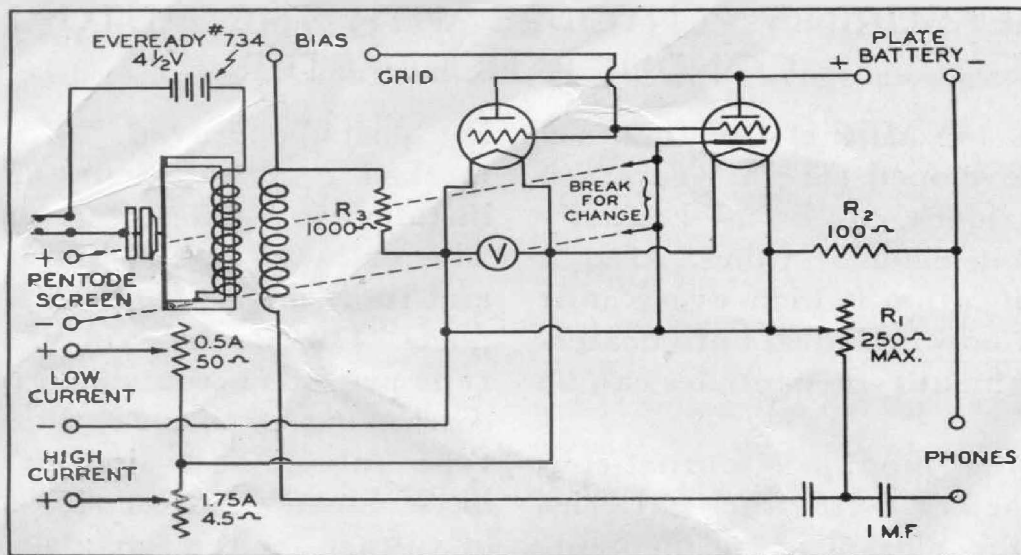 EVEREADY #734
4½V
BIAS
GRID
+ PLATE BATTERY -
R3
1000 Ω
V
BREAK
FOR
CHANGE
R2
100 Ω
+
PENTODE
SCREEN
-
+
0.5A
50 Ω
LOW
CURRENT
-
R1
250 Ω
MAX.
HIGH
CURRENT
+
1.75A
4.5 Ω
PHONES
1 M.F.